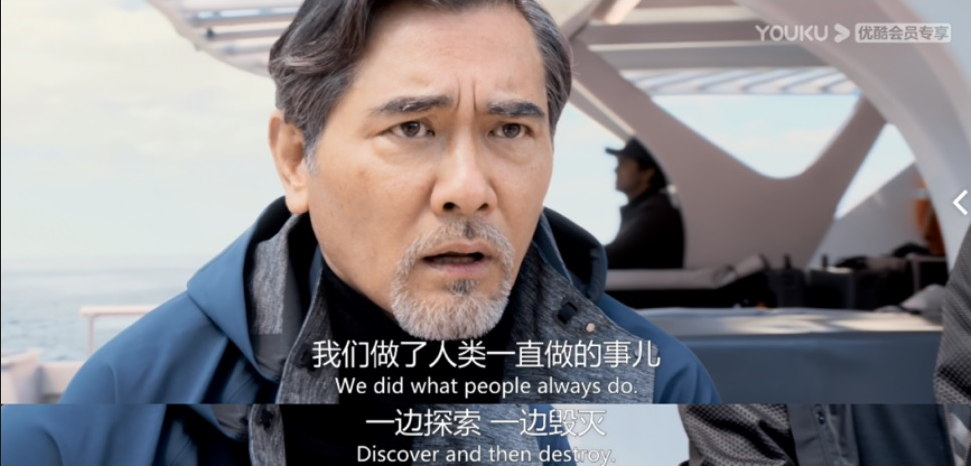 YOUKU 优酷会员专享
我们做了人类一直做的事儿
We did what people always do.
一边探索 一边毁灭
Discover and then destroy.